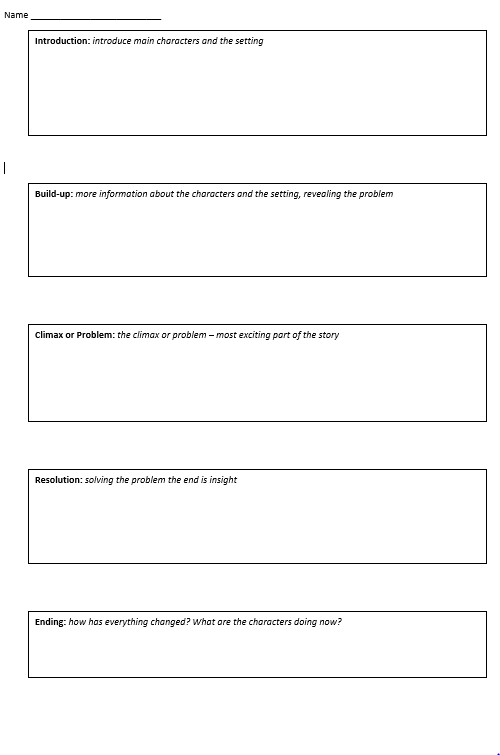 Name ___________________________
Introduction: introduce main characters and the setting
Build-up: more information about the characters and the setting, revealing the problem
Climax or Problem: the climax or problem – most exciting part of the story
Resolution: solving the problem the end is insight
Ending: how has everything changed? What are the characters doing now?